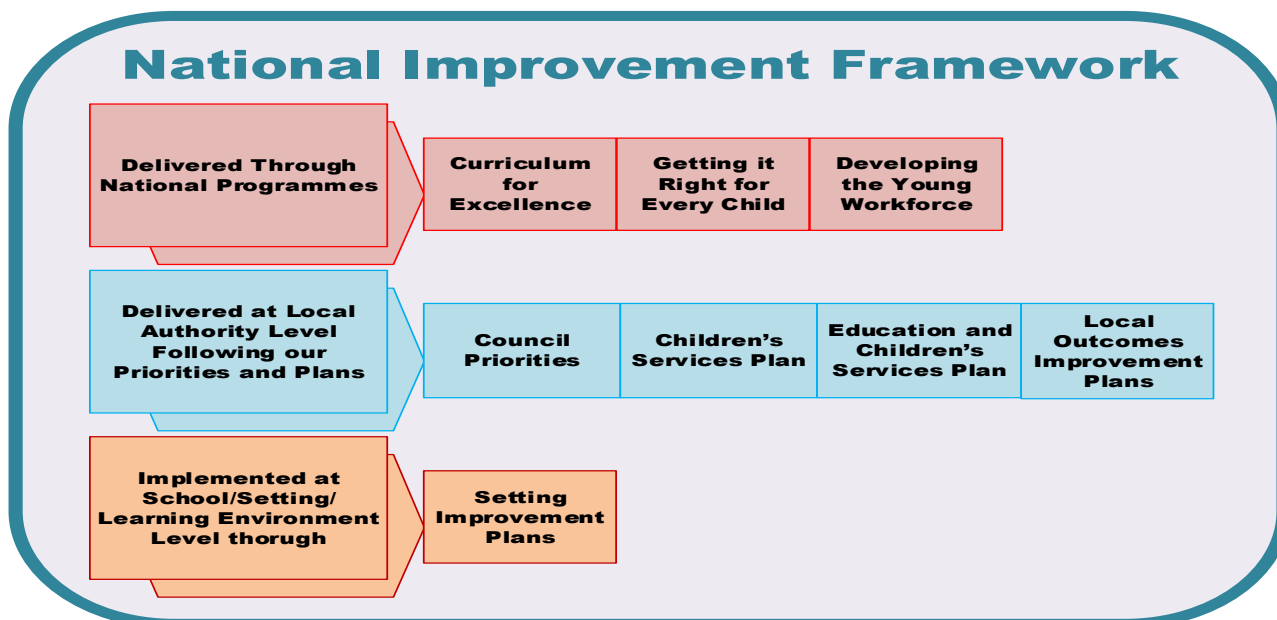 National Improvement Framework
Delivered Through
National Programmes
Curriculum
for
Excellence
Getting it
Right for
Every Child
Developing
the Young
Workforce
Delivered at Local
Authority Level
Following our
Priorities and Plans
Council
Priorities
Children’s
Services Plan
Education and
Children’s
Services Plan
Local
Outcomes
Improvement
Plans
Implemented at
School/Setting/
Learning Environment
Level thorugh
Setting
Improvement
Plans